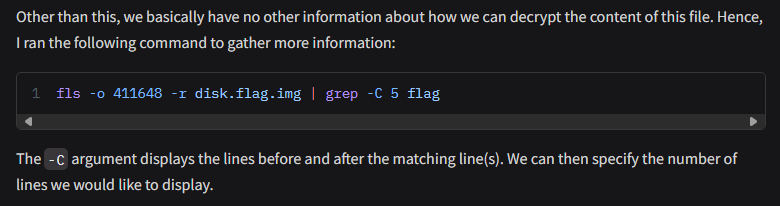 Other than this, we basically have no other information about how we can decrypt the content of this file. Hence,
I ran the following command to gather more information:
1 fls -o 411648 -r disk.flag.img | grep -C 5 flag
The -C argument displays the lines before and after the matching line(s). We can then specify the number of
lines we would like to display.